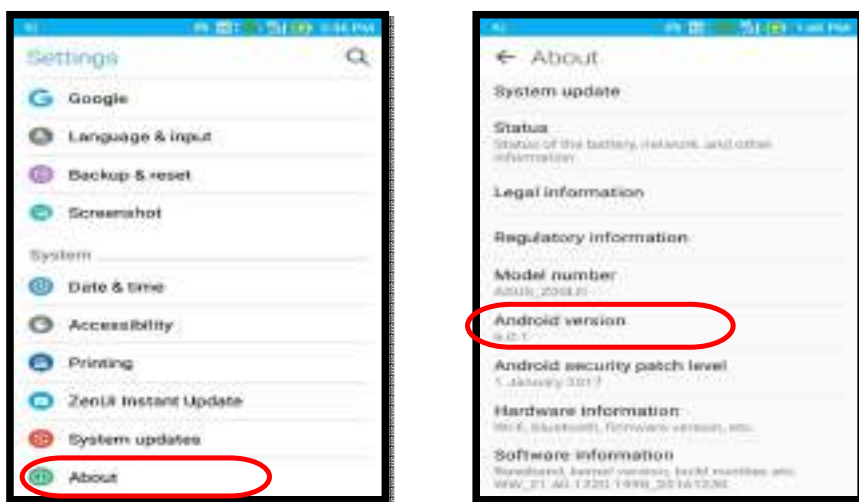 Settings
Google
Language & input
Backup & reset
Screenshot
System
Date & time
Accessibility
Printing
ZenUI Instant Update
System updates
About
About
System update
Status
Status of the battery, network, and other
information
Legal information
Regulatory information
Model number
Android version
6.0.1
Android security patch level
1 January 2017
Hardware information
Wi-Fi, Bluetooth, firmware version, etc.
Software information
Baseband, kernel version, build number, etc.